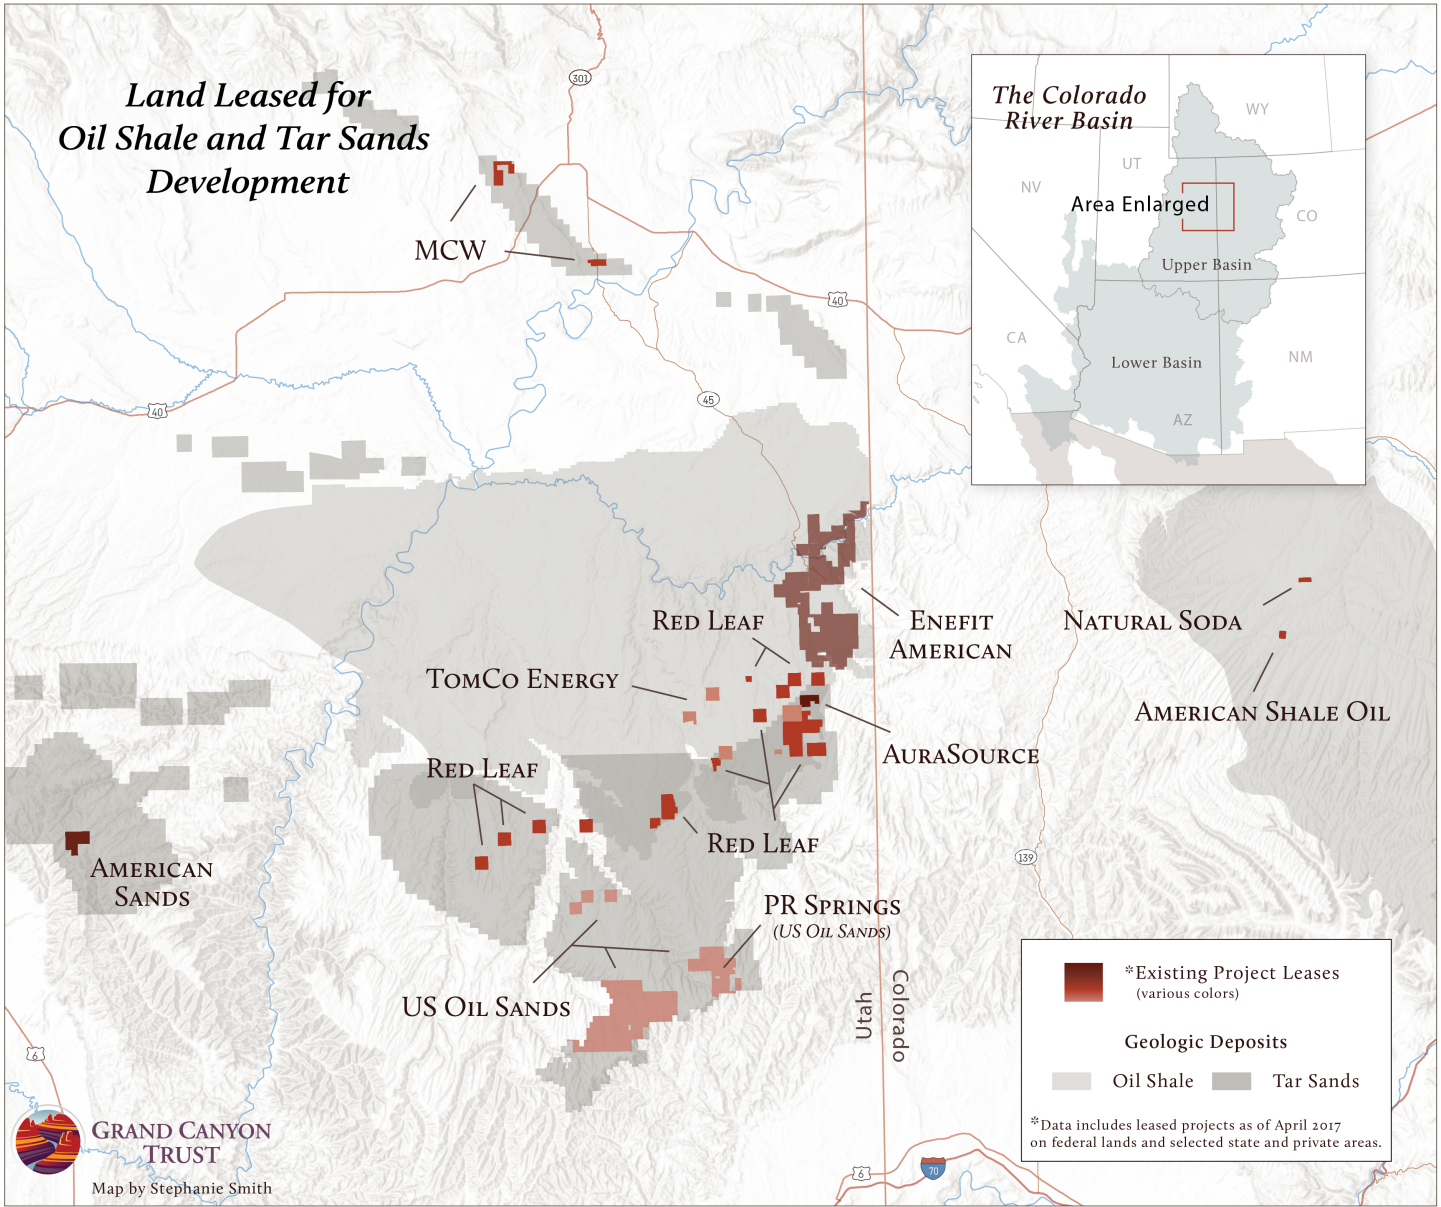 Land Leased for
Oil Shale and Tar Sands
Development
301
The Colorado
River Basin
WY
UT
NV
Area Enlarged
CO
Upper Basin
CA
Lower Basin
NM
AZ
MCW
40
40
45
Red Leaf
Enefit
American
Natural Soda
TomCo Energy
American Shale Oil
AuraSource
Red Leaf
Red Leaf
American
Sands
139
PR Springs
(US Oil Sands)
US Oil Sands
Utah
Colorado
*Existing Project Leases
(various colors)
Geologic Deposits
Oil Shale
Tar Sands
*Data includes leased projects as of April 2017
on federal lands and selected state and private areas.
6
Grand Canyon
Trust
Map by Stephanie Smith
6
70